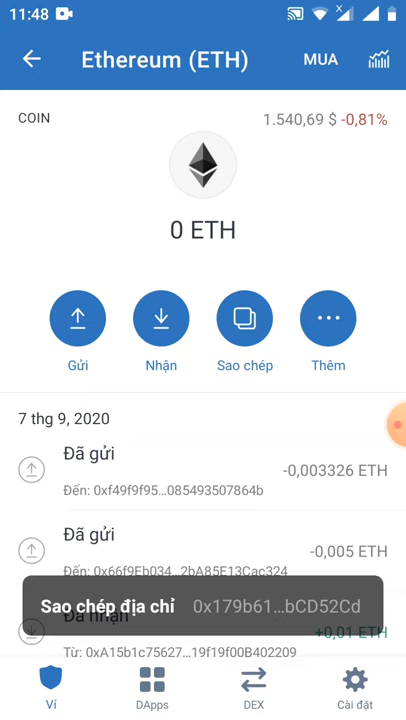 11:48
Ethereum (ETH) MUA
COIN 1.540,69 $ -0,81%
0 ETH
Gửi Nhận Sao chép Thêm
7 thg 9, 2020
Đã gửi
-0,003326 ETH
Đến: 0xf49f9f95...085493507864b
Đã gửi
-0,005 ETH
Đến: 0x66f9Eb034...2bA85E13Cac324
Sao chép địa chỉ 0x179b61...bCD52Cd
Đã nhận
+0,01 ETH
Từ: 0xA15b1c75627...19f19f00B402209
Ví DApps DEX Cài đặt